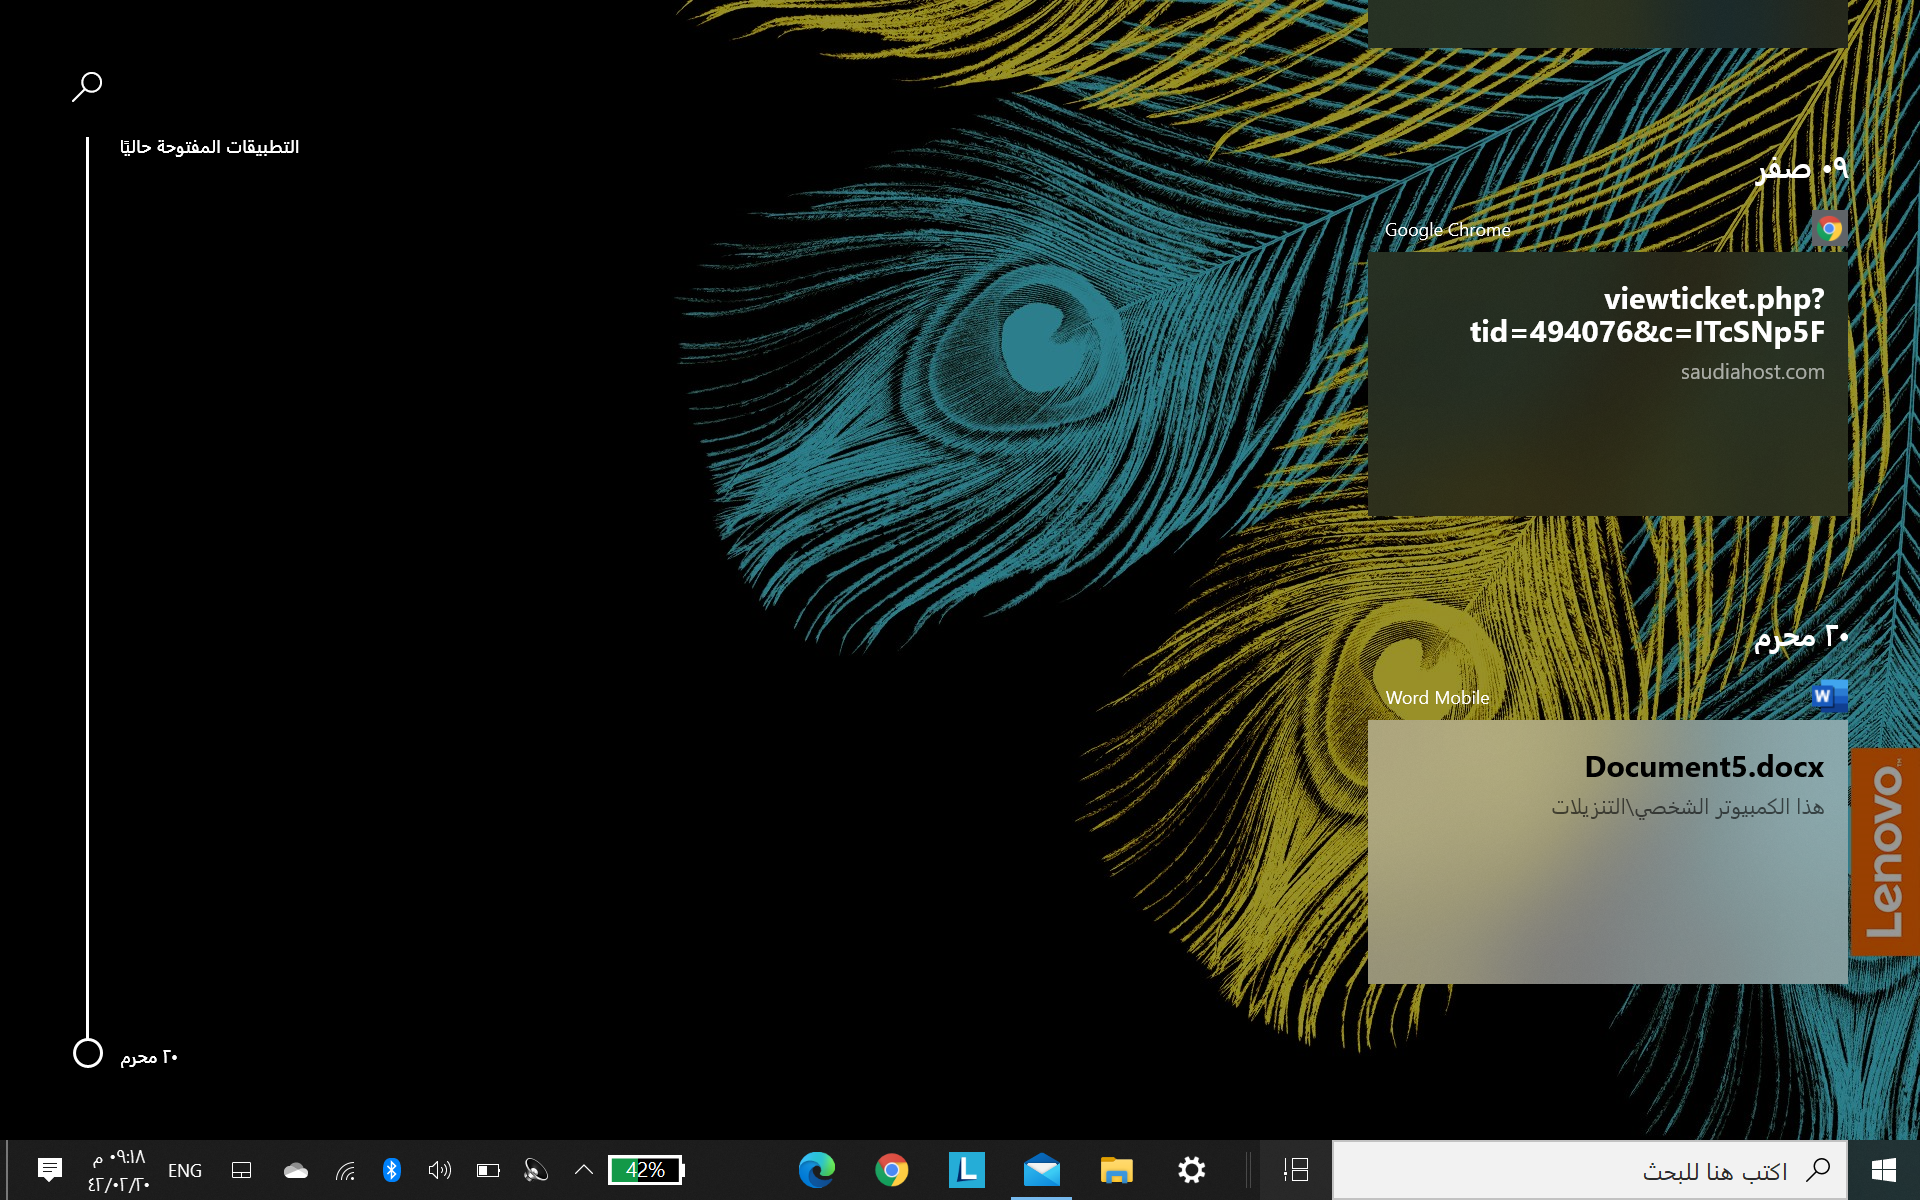 التطبيقات المفتوحة حاليًا
٠٩ صفر
Google Chrome
viewticket.php?
tid=494076&c=ITcSNp5F
saudiahost.com
٢٠ محرم
Word Mobile
W
Document5.docx
هذا الكمبيوتر الشخصي\التنزيلات
Lenovo™
٢٠ محرم
اكتب هنا للبحث
L
42%
ENG
٠٩:١٨ م
٤٢/٠٢/٢٠